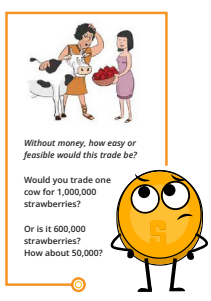 Without money, how easy or
feasible would this trade be?
Would you trade one
cow for 1,000,000
strawberries?
Or is it 600,000
strawberries?
How about 50,000?
S